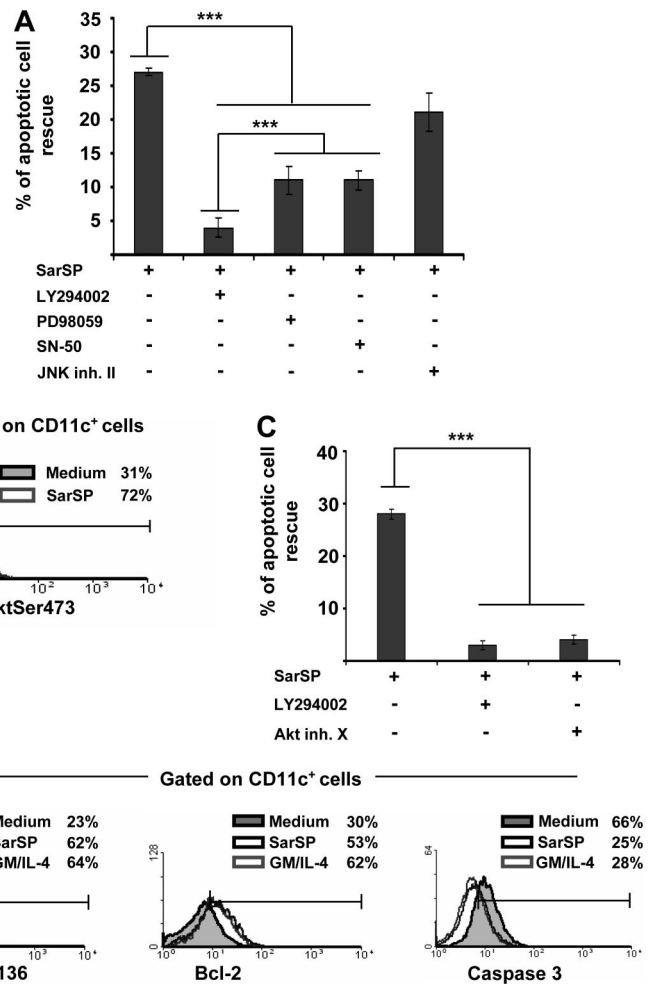 A
35
***
30
25
20
***
15
10
5
% of apoptotic cell
rescue
SarSP + + + + +
LY294002 - + - - -
PD98059 - - + - -
SN-50 - - - + -
JNK inh. II - - - - +
on CD11c⁺ cells
Medium 31%
SarSP 72%
10² 10³ 10⁴
ktSer473
C
40
***
30
20
10
% of apoptotic cell
rescue
SarSP + + +
LY294002 - + -
Akt inh. X - - +
Gated on CD11c⁺ cells
Medium 23%
SarSP 62%
GM/IL-4 64%
10³ 10⁴
136
Medium 30%
SarSP 53%
GM/IL-4 62%
128
0
10⁰ 10¹ 10² 10³ 10⁴
Bcl-2
Medium 66%
SarSP 25%
GM/IL-4 28%
64
0
10⁰ 10¹ 10² 10³ 10⁴
Caspase 3